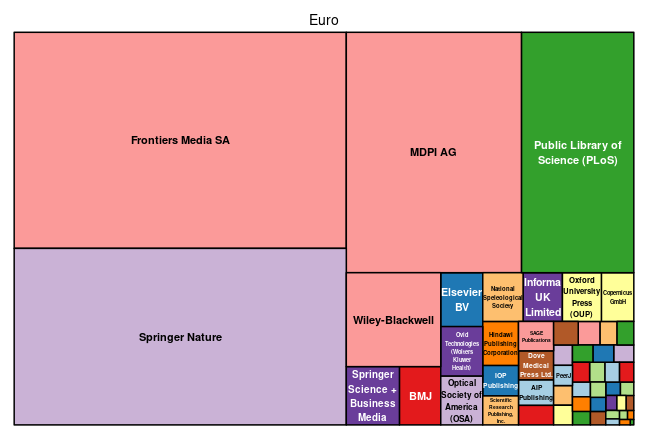 Euro
Frontiers Media SA
MDPI AG
Public Library of
Science (PLoS)
Springer Nature
Wiley-Blackwell
Springer
Science +
Business
Media
BMJ
Elsevier
BV
Ovid
Technologies
(Wolters
Kluwer
Health)
Optical
Society of
America
(OSA)
National
Speleological
Society
Hindawi
Publishing
Corporation
IOP
Publishing
Scientific
Research
Publishing,
Inc.
Informa
UK
Limited
Oxford
University
Press
(OUP)
Copernicus
GmbH
SAGE
Publications
Dove
Medical
Press Ltd.
AIP
Publishing
PeerJ